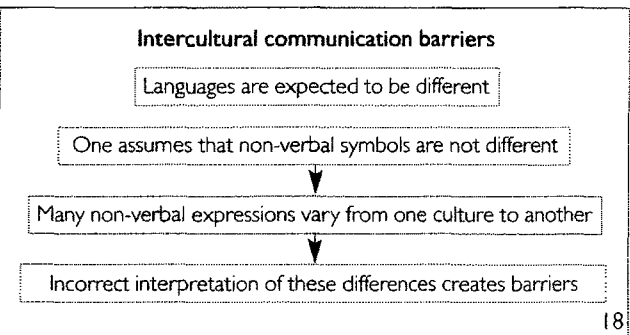 Intercultural communication barriers
Languages are expected to be different
One assumes that non-verbal symbols are not different
Many non-verbal expressions vary from one culture to another
Incorrect interpretation of these differences creates barriers
18